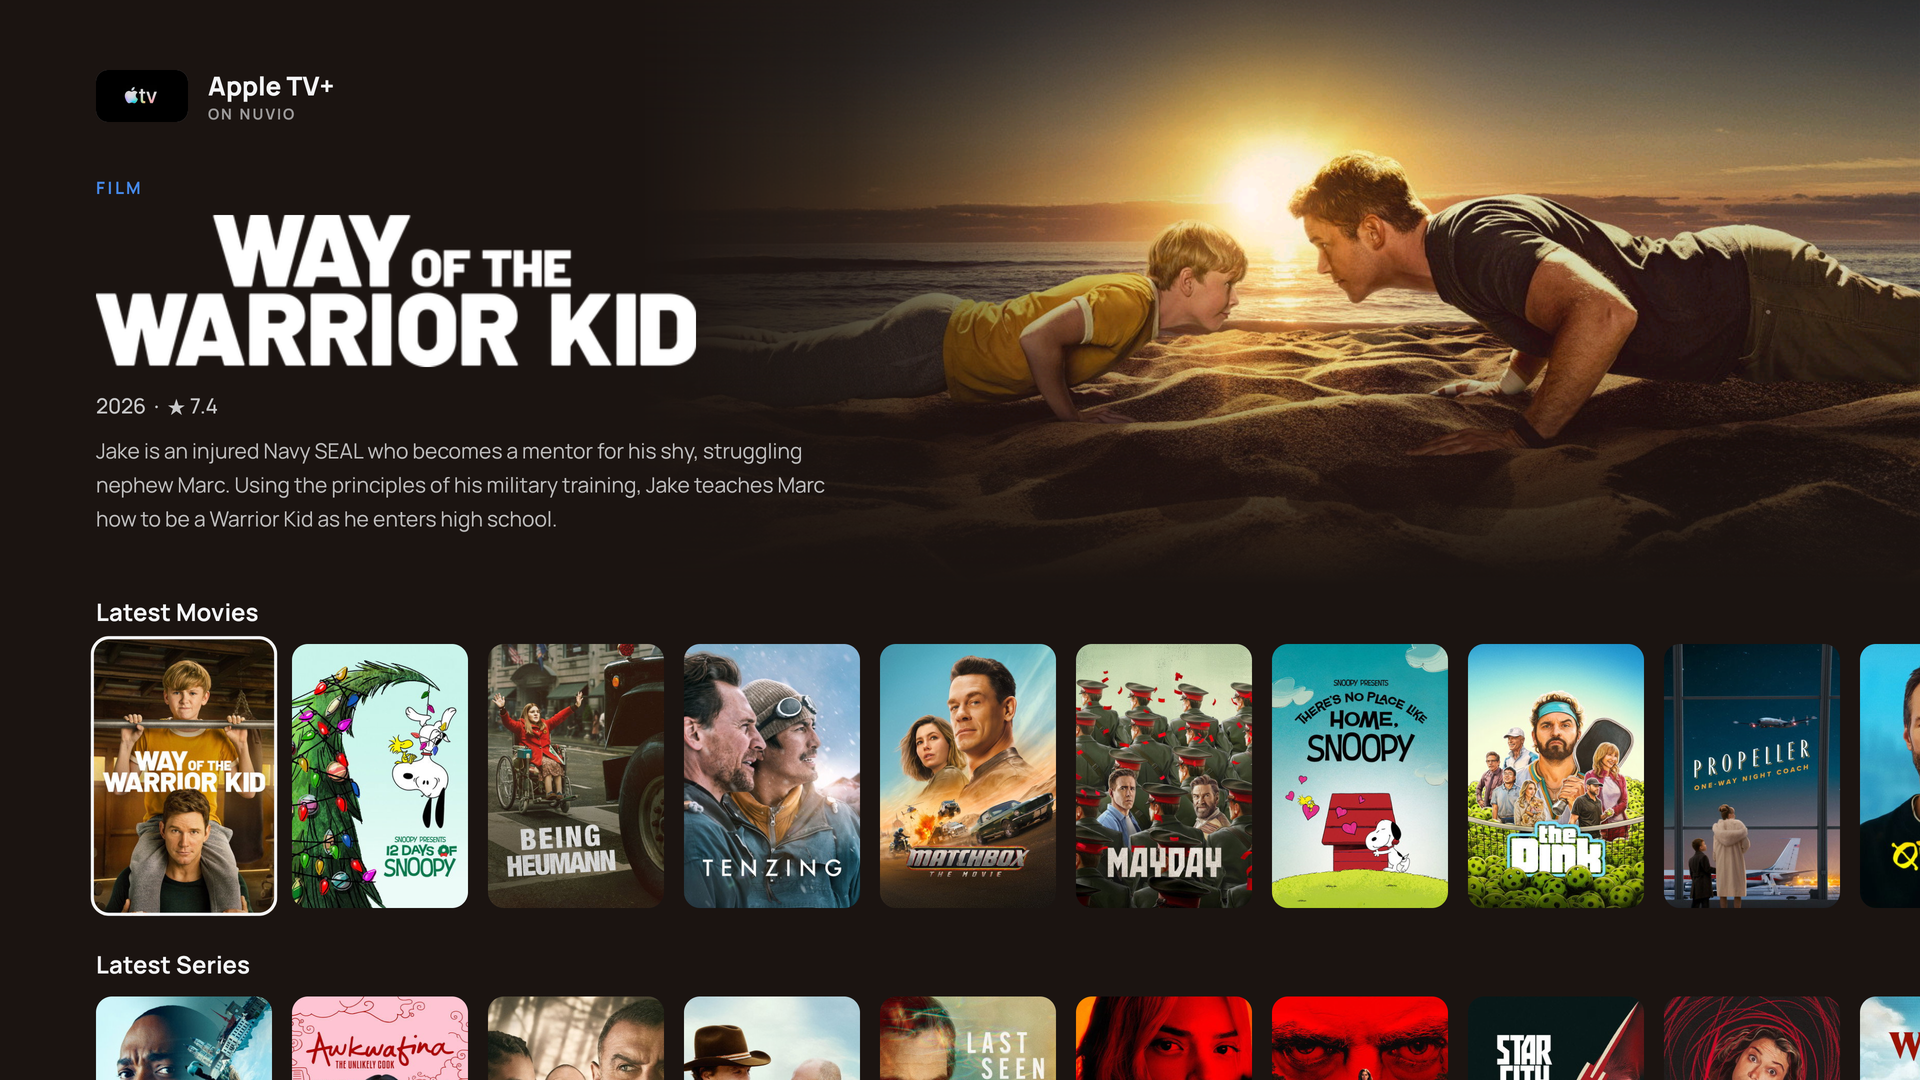 tv
Apple TV+
ON NUVIO
FILM
WAY OF THE
WARRIOR KID
2026 · ★ 7.4
Jake is an injured Navy SEAL who becomes a mentor for his shy, struggling
nephew Marc. Using the principles of his military training, Jake teaches Marc
how to be a Warrior Kid as he enters high school.
Latest Movies
WAY OF THE
WARRIOR KID
SNOOPY PRESENTS
12 DAYS OF
SNOOPY
BEING
HEUMANN
TENZING
MATCHBOX
THE MOVIE
MAYDAY
SNOOPY PRESENTS
THERE'S NO PLACE LIKE
HOME,
SNOOPY
the
Dink
PROPELLER
ONE-WAY NIGHT COACH
Latest Series
Awkwafina
THE UNLIKELY COOK
LAST
SEEN
STAR
CITY
W